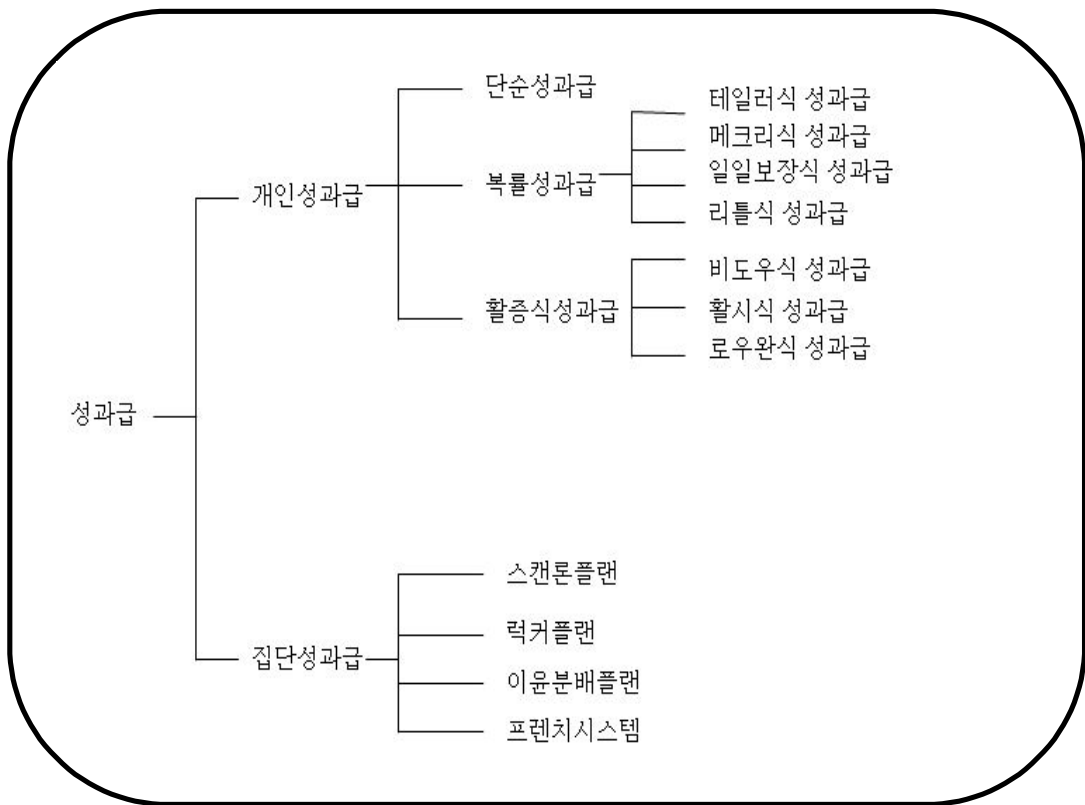 단순성과급
테일러식 성과급
메크리식 성과급
개인성과급
복률성과급
일일보장식 성과급
리틀식 성과급
비도우식 성과급
활증식성과급
활시식 성과급
로우완식 성과급
성과급
스캔론플랜
럭커플랜
집단성과급
이윤분배플랜
프렌치시스템